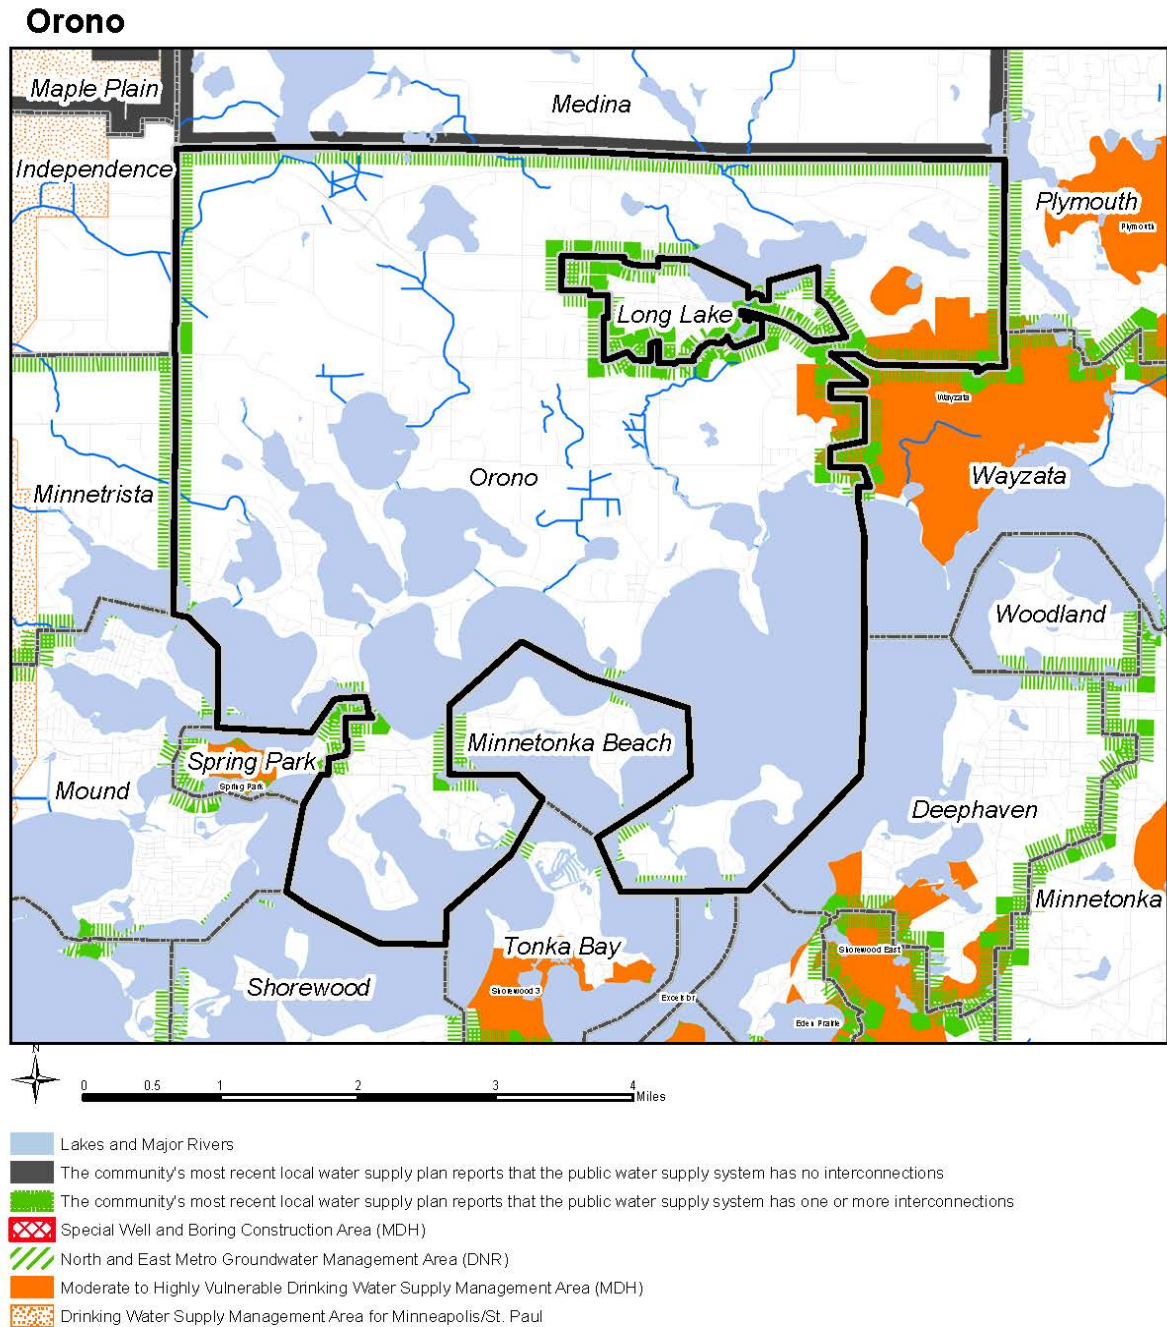 Orono
Maple Plain
Medina
Independence
Plymouth
Plymouth
Long Lake
Wayzata
Orono
Wayzata
Minnetrista
Woodland
Minnetonka Beach
Spring Park
Spring Park
Mound
Deephaven
Minnetonka
Tonka Bay
Shorewood East
Shorewood
Shorewood 3
Excelsior
Eden Prairie
N
0 0.5 1 2 3 4
Miles
Lakes and Major Rivers
The community's most recent local water supply plan reports that the public water supply system has no interconnections
The community's most recent local water supply plan reports that the public water supply system has one or more interconnections
Special Well and Boring Construction Area (MDH)
North and East Metro Groundwater Management Area (DNR)
Moderate to Highly Vulnerable Drinking Water Supply Management Area (MDH)
Drinking Water Supply Management Area for Minneapolis/St. Paul